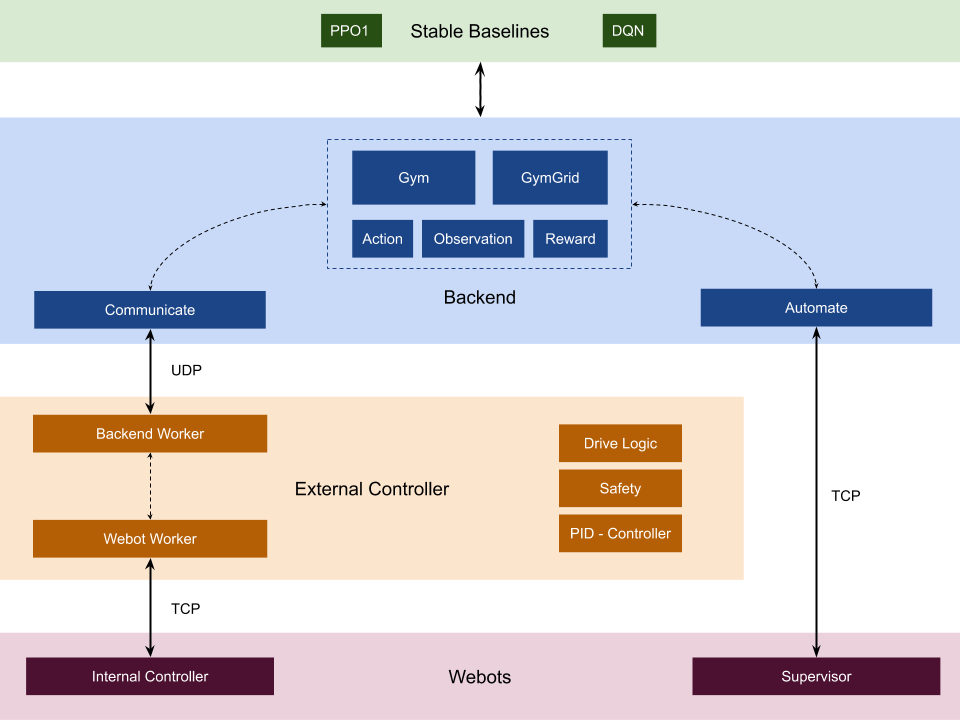 PPO1
Stable Baselines
DQN
Gym
GymGrid
Action
Observation
Reward
Backend
Communicate
Automate
UDP
Backend Worker
Drive Logic
External Controller
Safety
TCP
Webot Worker
PID - Controller
TCP
Internal Controller
Webots
Supervisor